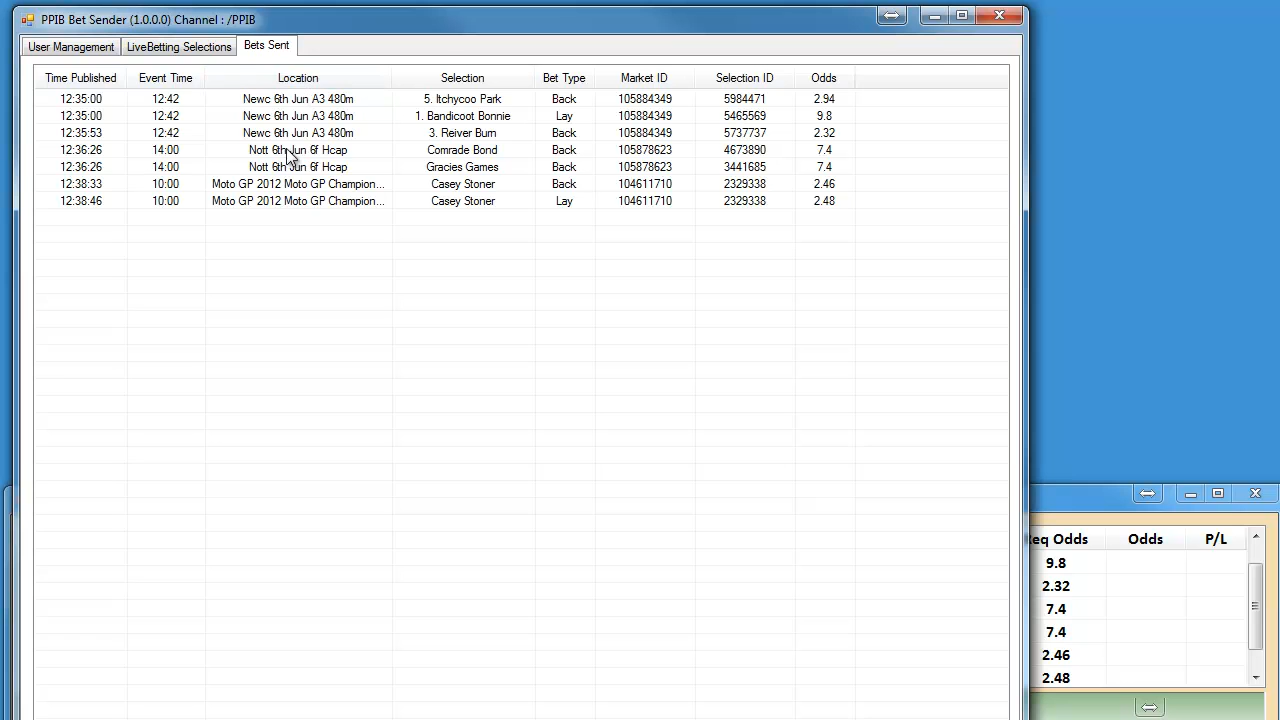 PPIB Bet Sender (1.0.0.0) Channel : /PPIB
User Management LiveBetting Selections Bets Sent
Time Published Event Time Location Selection Bet Type Market ID Selection ID Odds
12:35:00 12:42 Newc 6th Jun A3 480m 5. Itchycoo Park Back 105884349 5984471 2.94
12:35:00 12:42 Newc 6th Jun A3 480m 1. Bandicoot Bonnie Lay 105884349 5465569 9.8
12:35:53 12:42 Newc 6th Jun A3 480m 3. Reiver Burn Back 105884349 5737737 2.32
12:36:26 14:00 Nott 6th Jun 6f Hcap Comrade Bond Back 105878623 4673890 7.4
12:36:26 14:00 Nott 6th Jun 6f Hcap Gracies Games Back 105878623 3441685 7.4
12:38:33 10:00 Moto GP 2012 Moto GP Champion... Casey Stoner Back 104611710 2329338 2.46
12:38:46 10:00 Moto GP 2012 Moto GP Champion... Casey Stoner Lay 104611710 2329338 2.48
Req Odds Odds P/L
9.8
2.32
7.4
7.4
2.46
2.48